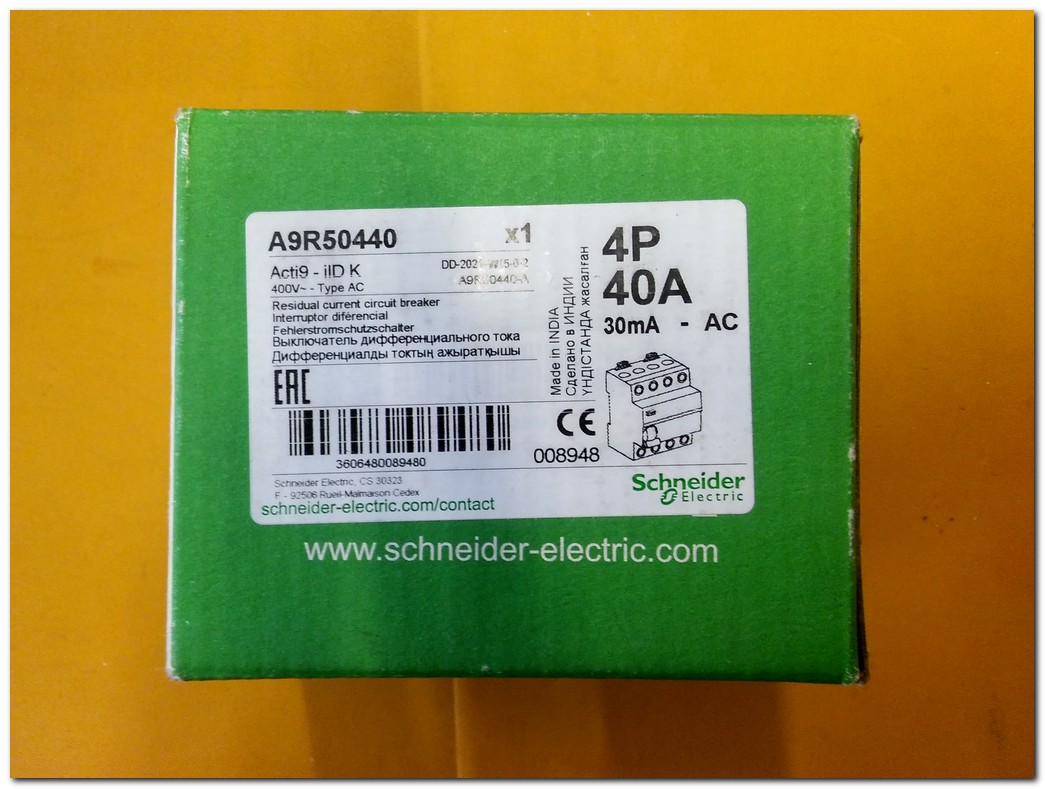 A9R50440 x1
Acti9 - iID K
400V~ - Type AC
A9R50440-A
Residual current circuit breaker
Interruptor diférencial
Fehlerstromschutzschalter
Выключатель дифференциального тока
Дифференциалды токтың ажыратқышы
EAC
3606480089480
Schneider Electric, CS 30323
F - 92506 Rueil-Malmaison Cedex
schneider-electric.com/contact
Made in INDIA
Сделано в ИНДИИ
ҮНДІСТАНДА жасалған
CE
008948
4P
40A
30mA - AC
Schneider
Electric
www.schneider-electric.com